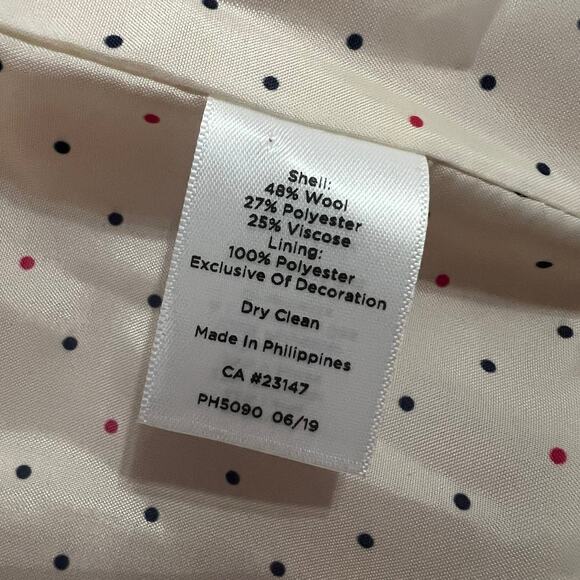 Shell:
48% Wool
27% Polyester
25% Viscose
Lining:
100% Polyester
Exclusive Of Decoration
Dry Clean
Made In Philippines
CA #23147
PH5090 06/19